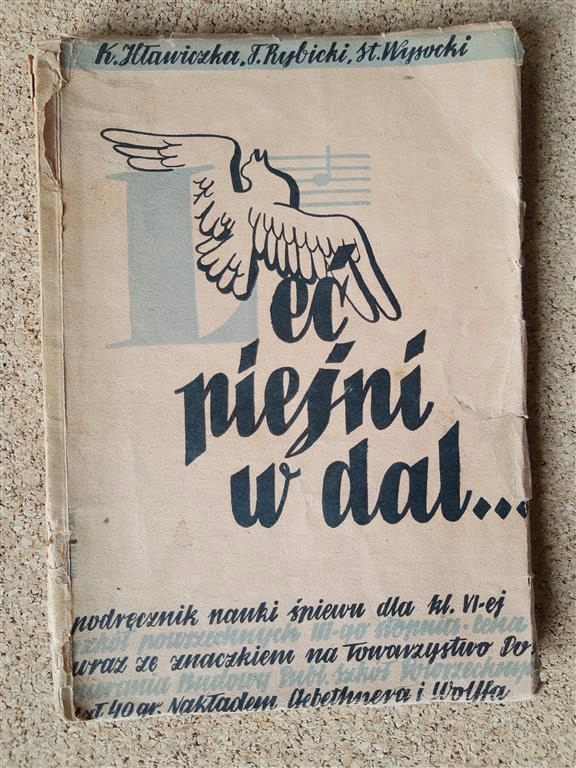 K. Hławiczka, T. Rybicki, St. Wysocki
Leć
pieśni
w dal...
podręcznik nauki śpiewu dla kl. VI-ej
szkół powszechnych III-go stopnia. Cena
wraz ze znaczkiem na Towarzystwo Po
pierania Budowy Publ. Szkół Powszechnych
zł 40 gr. Nakładem Gebethnera i Wolffa